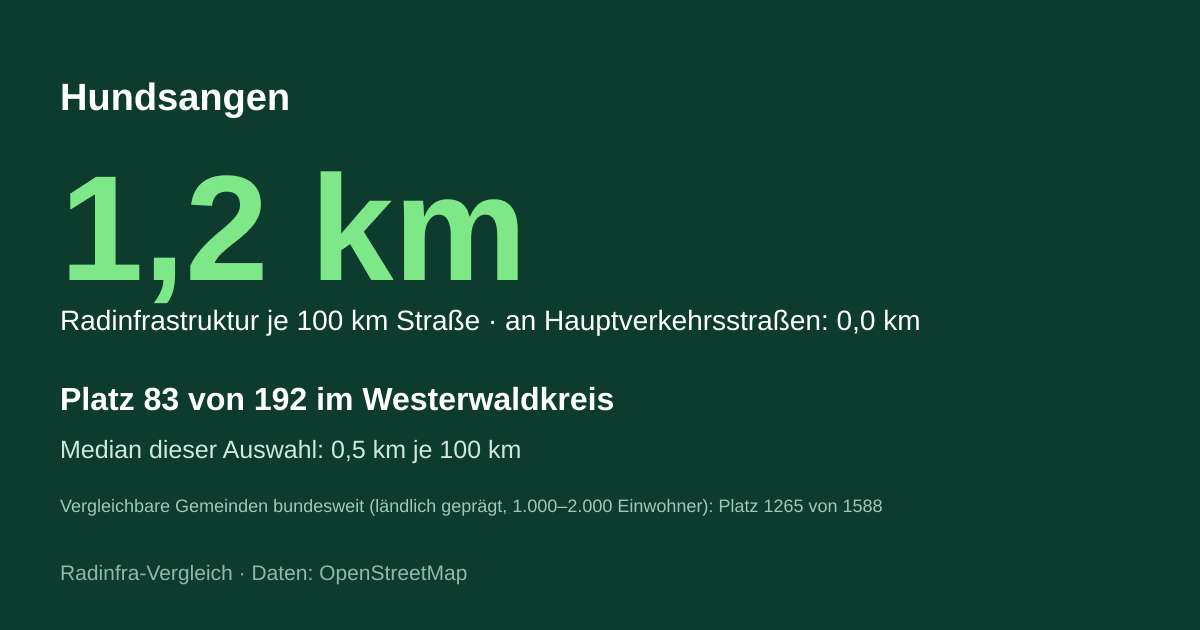 Hundsangen
1,2 km
Radinfrastruktur je 100 km Straße · an Hauptverkehrsstraßen: 0,0 km
Platz 83 von 192 im Westerwaldkreis
Median dieser Auswahl: 0,5 km je 100 km
Vergleichbare Gemeinden bundesweit (ländlich geprägt, 1.000–2.000 Einwohner): Platz 1265 von 1588
Radinfra-Vergleich · Daten: OpenStreetMap